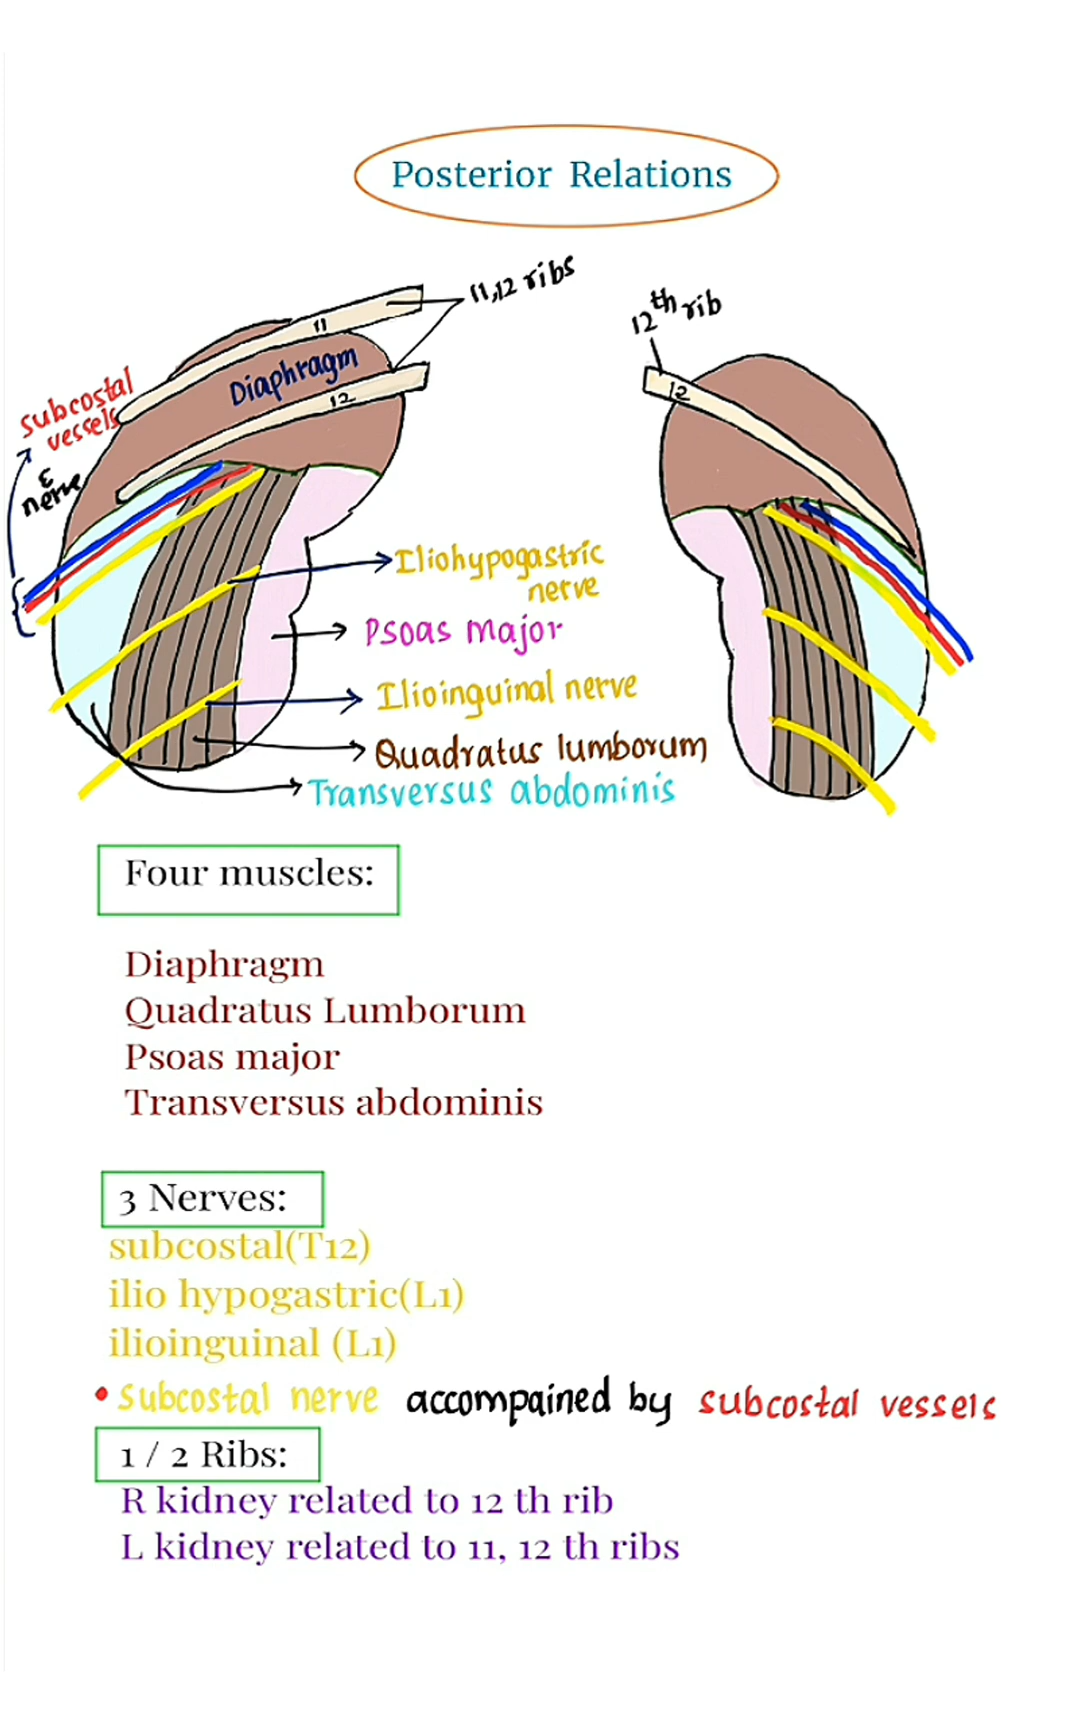 Posterior Relations
11,12 ribs
12th rib
11
Diaphragm
12
12
subcostal
vessels
&
nerve
Iliohypogastric
nerve
Psoas major
Ilioinguinal nerve
Quadratus lumborum
Transversus abdominis
Four muscles:
Diaphragm
Quadratus Lumborum
Psoas major
Transversus abdominis
3 Nerves:
subcostal(T12)
ilio hypogastric(L1)
ilioinguinal (L1)
• Subcostal nerve accompained by subcostal vessels
1 / 2 Ribs:
R kidney related to 12 th rib
L kidney related to 11, 12 th ribs